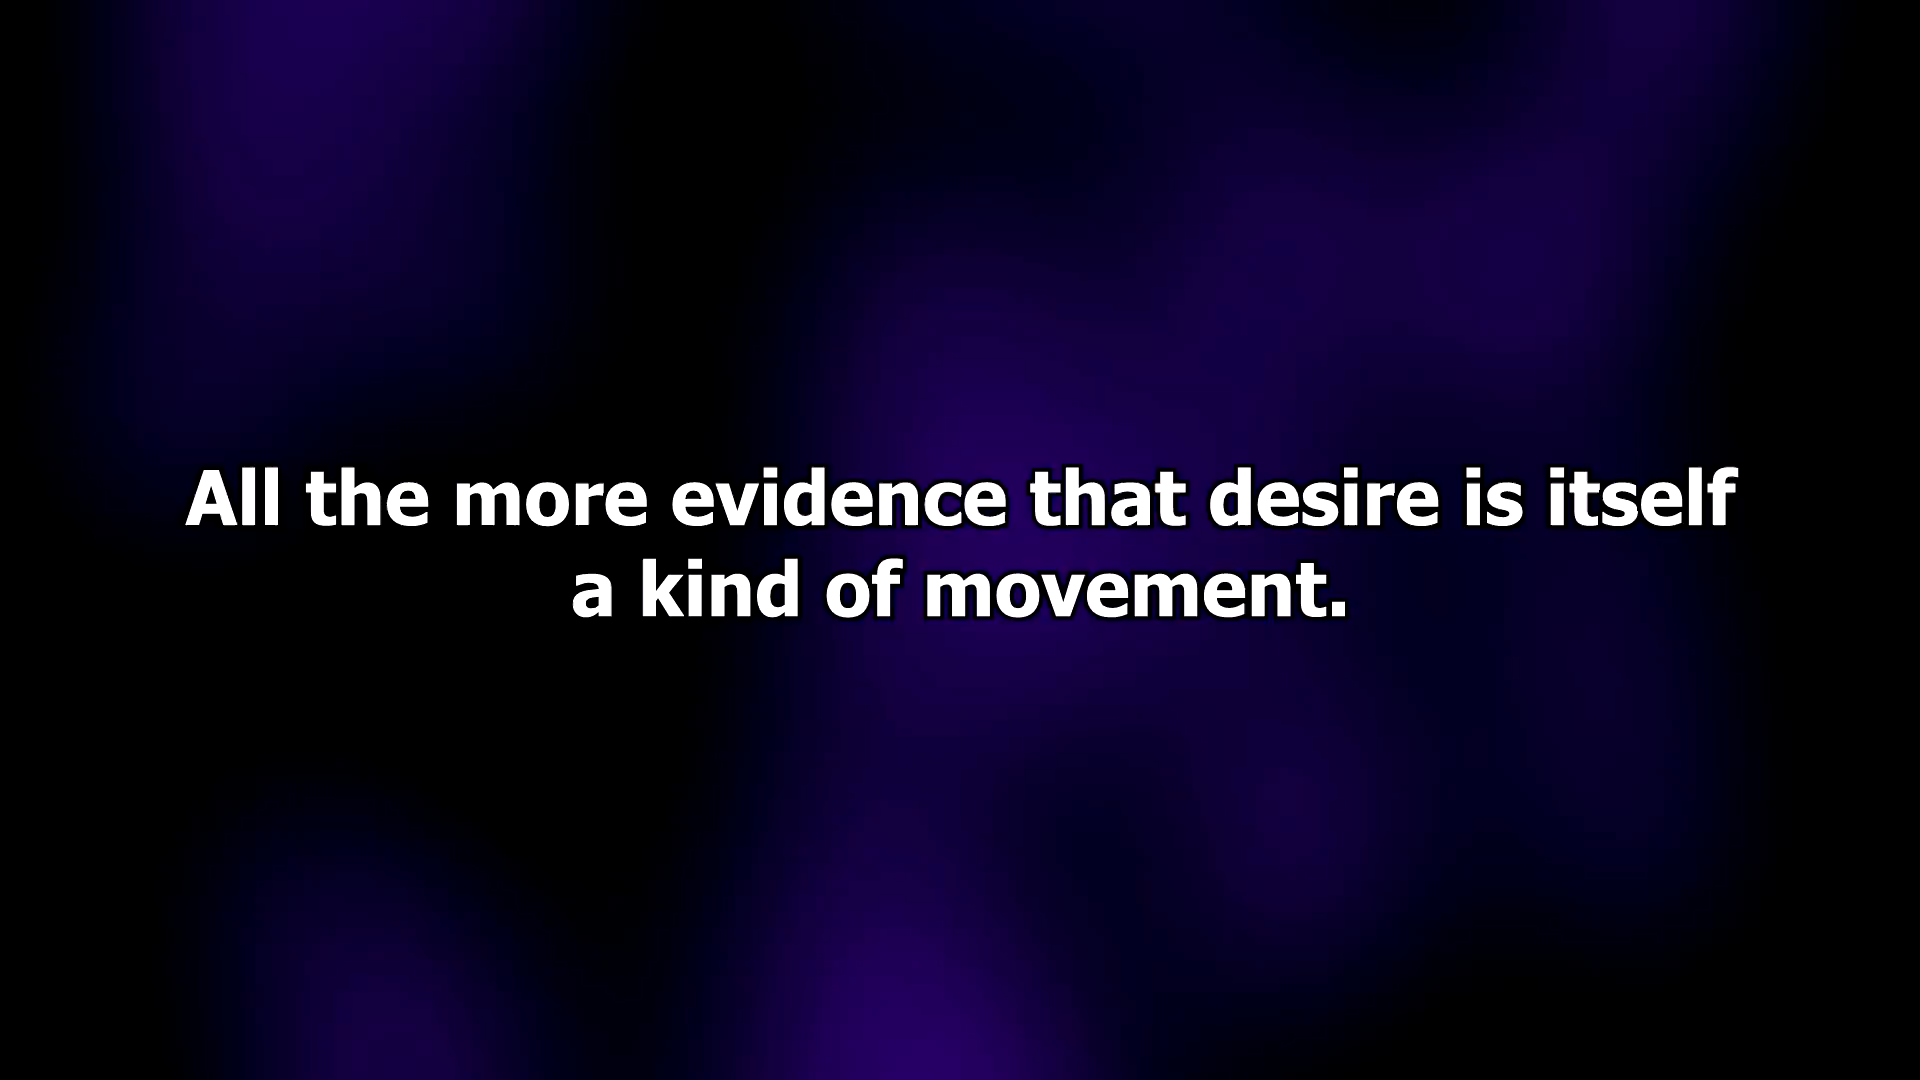 All the more evidence that desire is itself
a kind of movement.